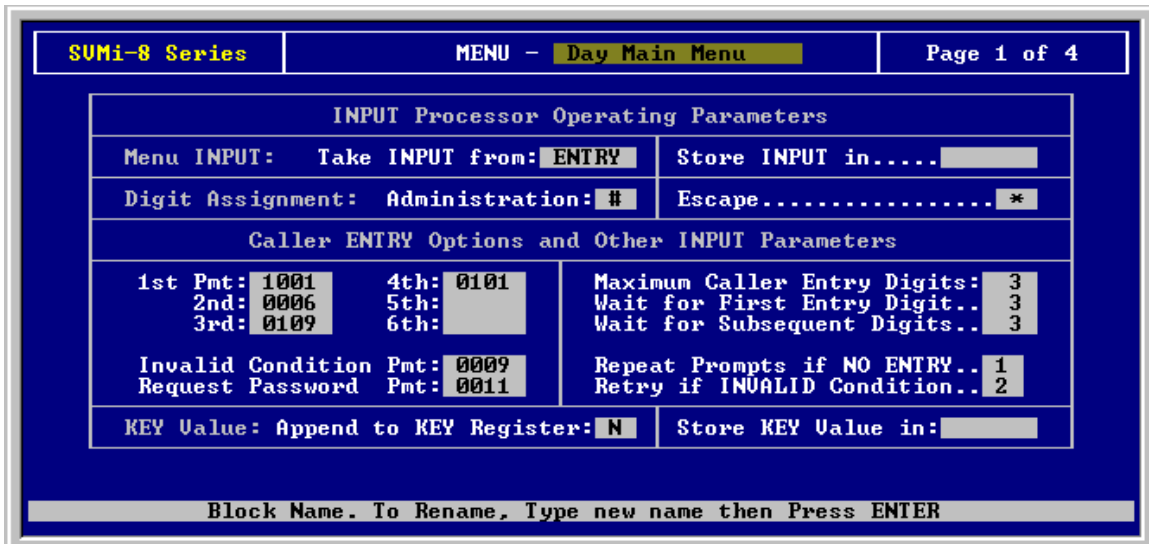 SVMi-8 Series MENU - Day Main Menu Page 1 of 4
INPUT Processor Operating Parameters
Menu INPUT: Take INPUT from: ENTRY Store INPUT in.....
Digit Assignment: Administration: # Escape................. *
Caller ENTRY Options and Other INPUT Parameters
1st Pmt: 1001 4th: 0101 Maximum Caller Entry Digits: 3
2nd: 0006 5th: Wait for First Entry Digit.. 3
3rd: 0109 6th: Wait for Subsequent Digits.. 3
Invalid Condition Pmt: 0009 Repeat Prompts if NO ENTRY.. 1
Request Password Pmt: 0011 Retry if INVALID Condition.. 2
KEY Value: Append to KEY Register: N Store KEY Value in:
Block Name. To Rename, Type new name then Press ENTER